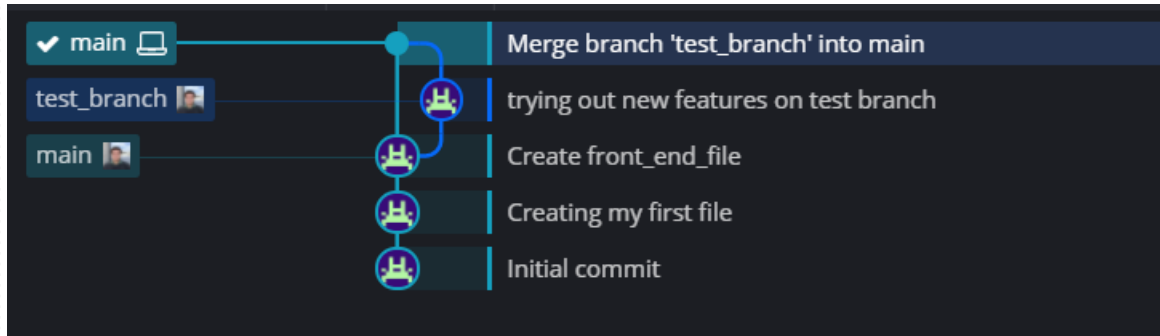 main Merge branch 'test_branch' into main
test_branch trying out new features on test branch
main Create front_end_file
Creating my first file
Initial commit